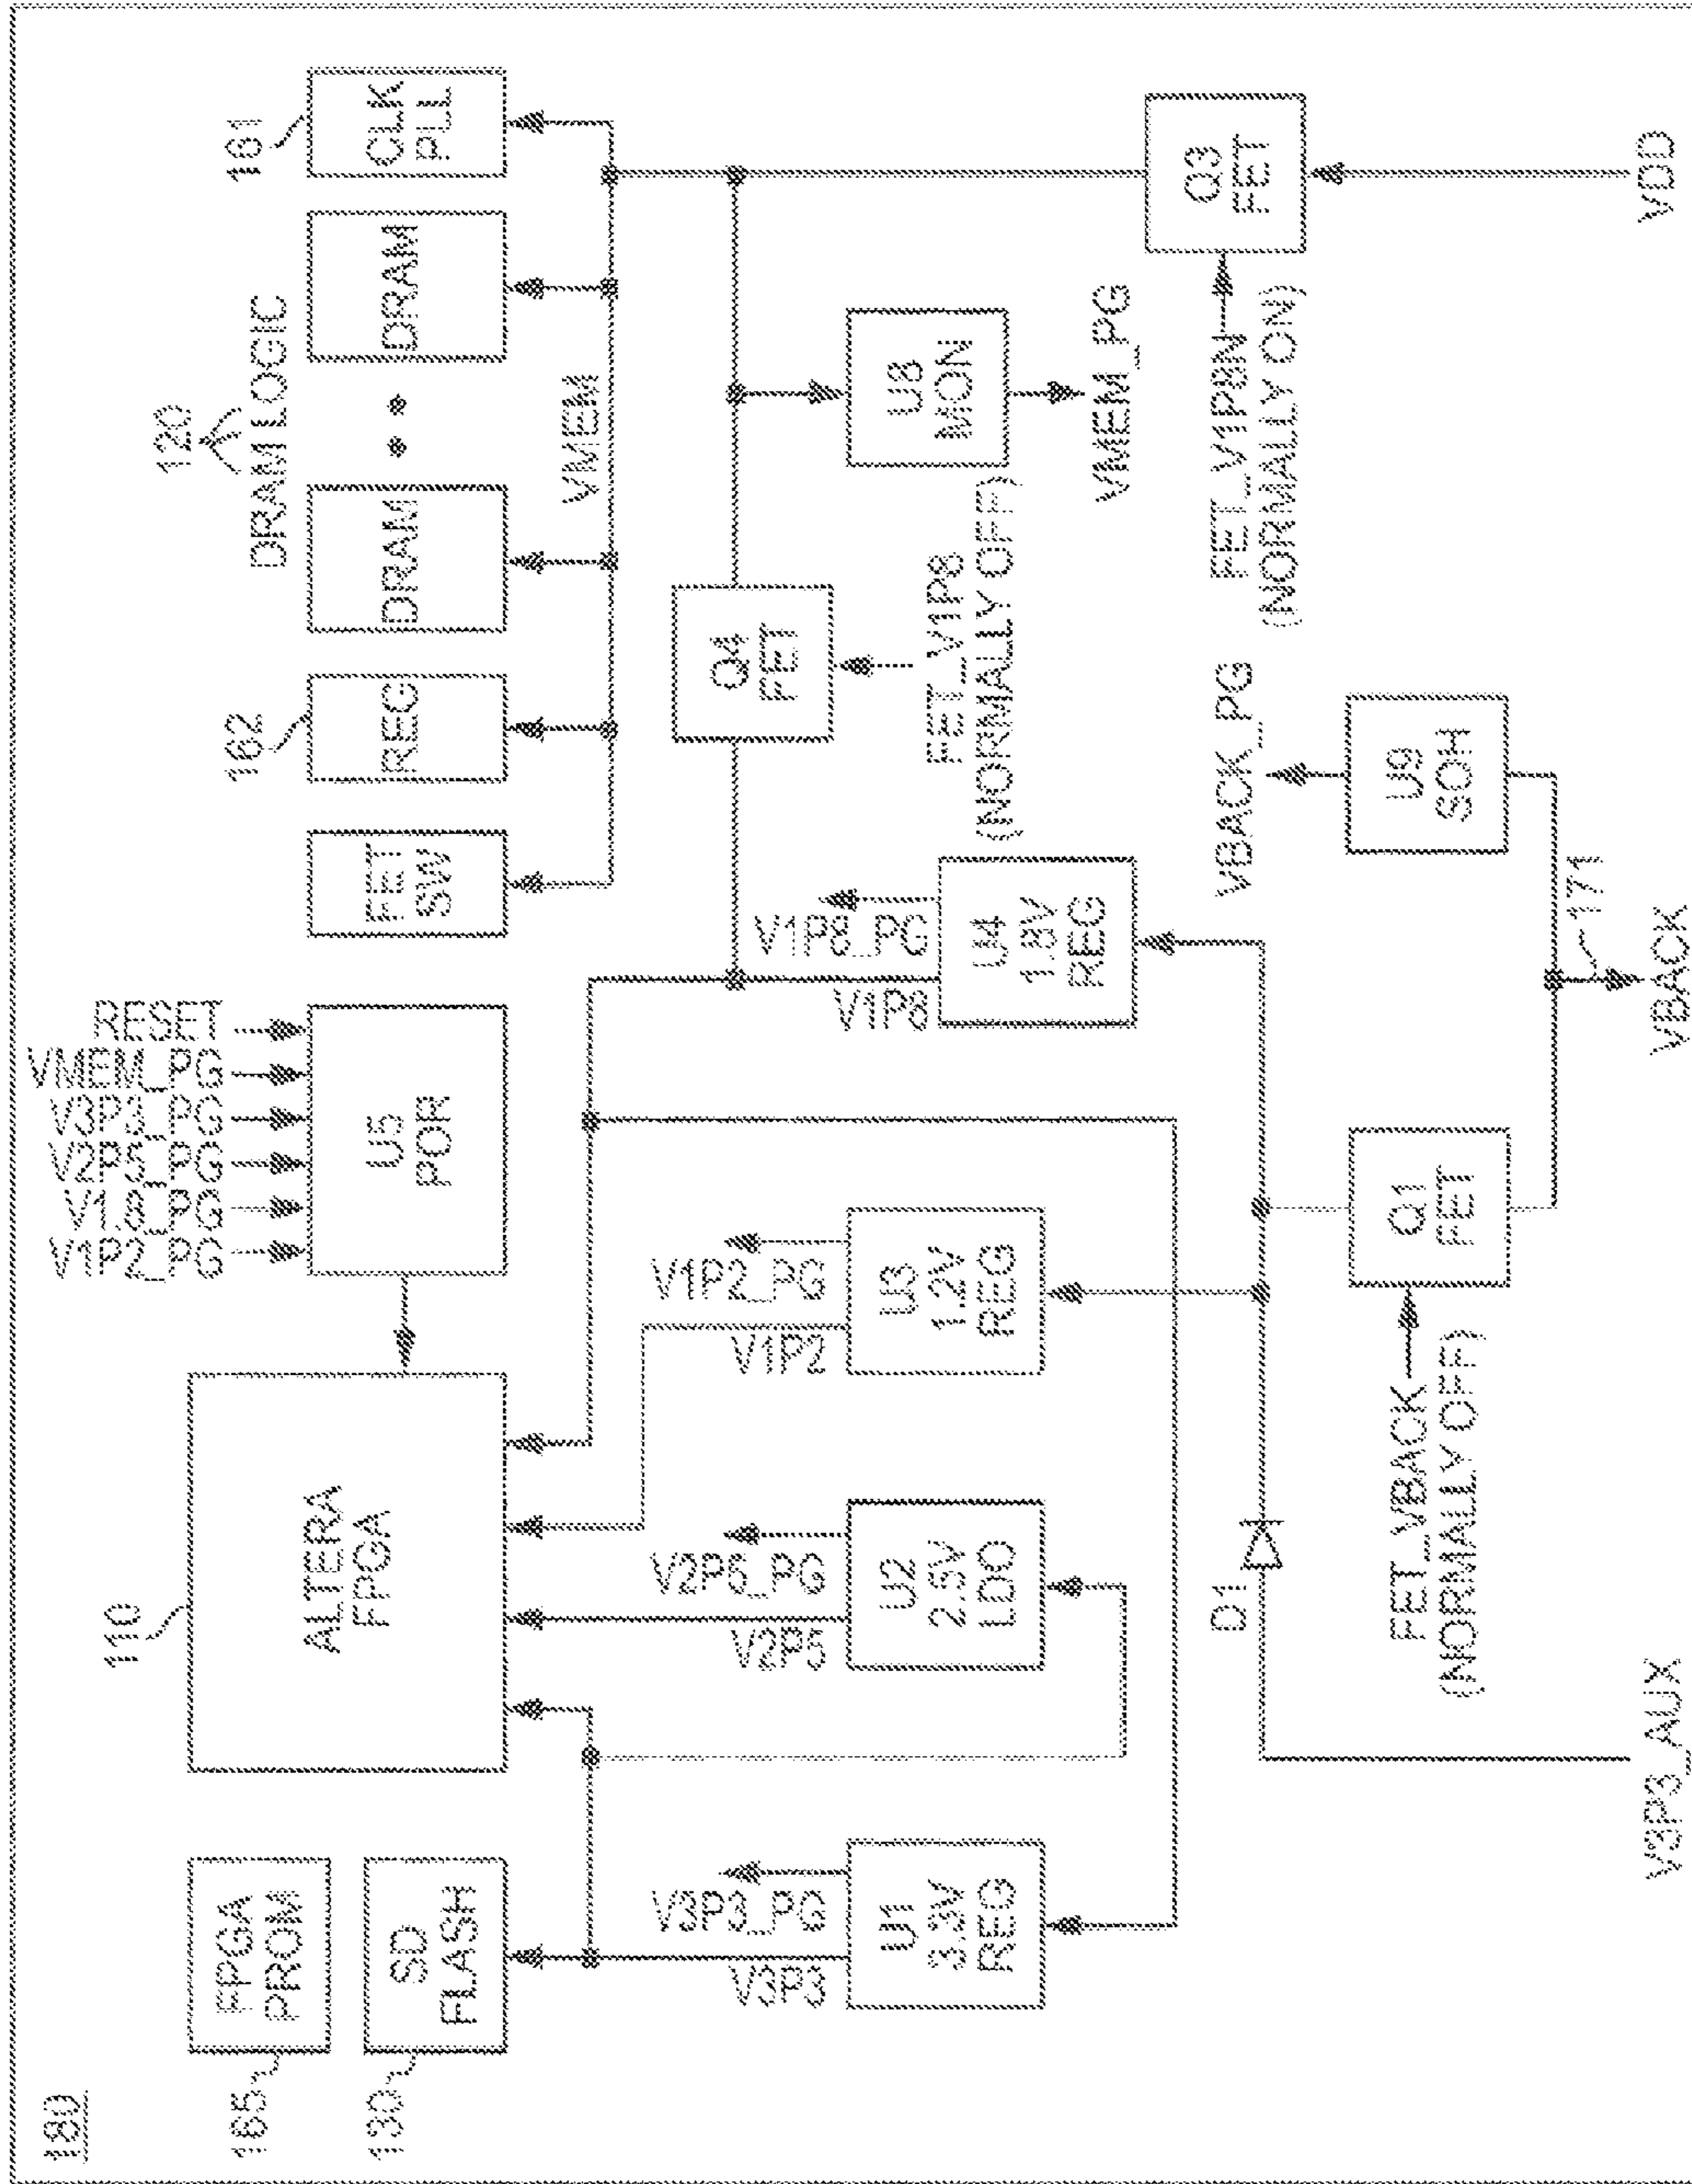 180
165
FPGA
PROM
130
SD
FLASH
110
ALTERA
FPGA
V1P2_PG
V1.8_PG
V2P5_PG
V3P3_PG
VMEM_PG
RESET
U5
POR
FET
SW
162
REG
120
DRAM LOGIC
DRAM
DRAM
161
CLK
PLL
VMEM
V3P3_PG
V3P3
U1
3.3V
REG
V2P6_PG
V2P5
U2
2.5V
LDO
V1P2_PG
V1P2
U3
1.2V
REG
V1P8_PG
V1P8
U4
1.8V
REG
Q4
FET
FET_V1P8
(NORMALLY OFF)
U8
MON
VMEM_PG
D1
V3P3_AUX
FET_VBACK
(NORMALLY OFF)
Q1
FET
VBACK_PG
U9
SOH
171
VBACK
FET_V1P8N
(NORMALLY ON)
Q3
FET
VDD